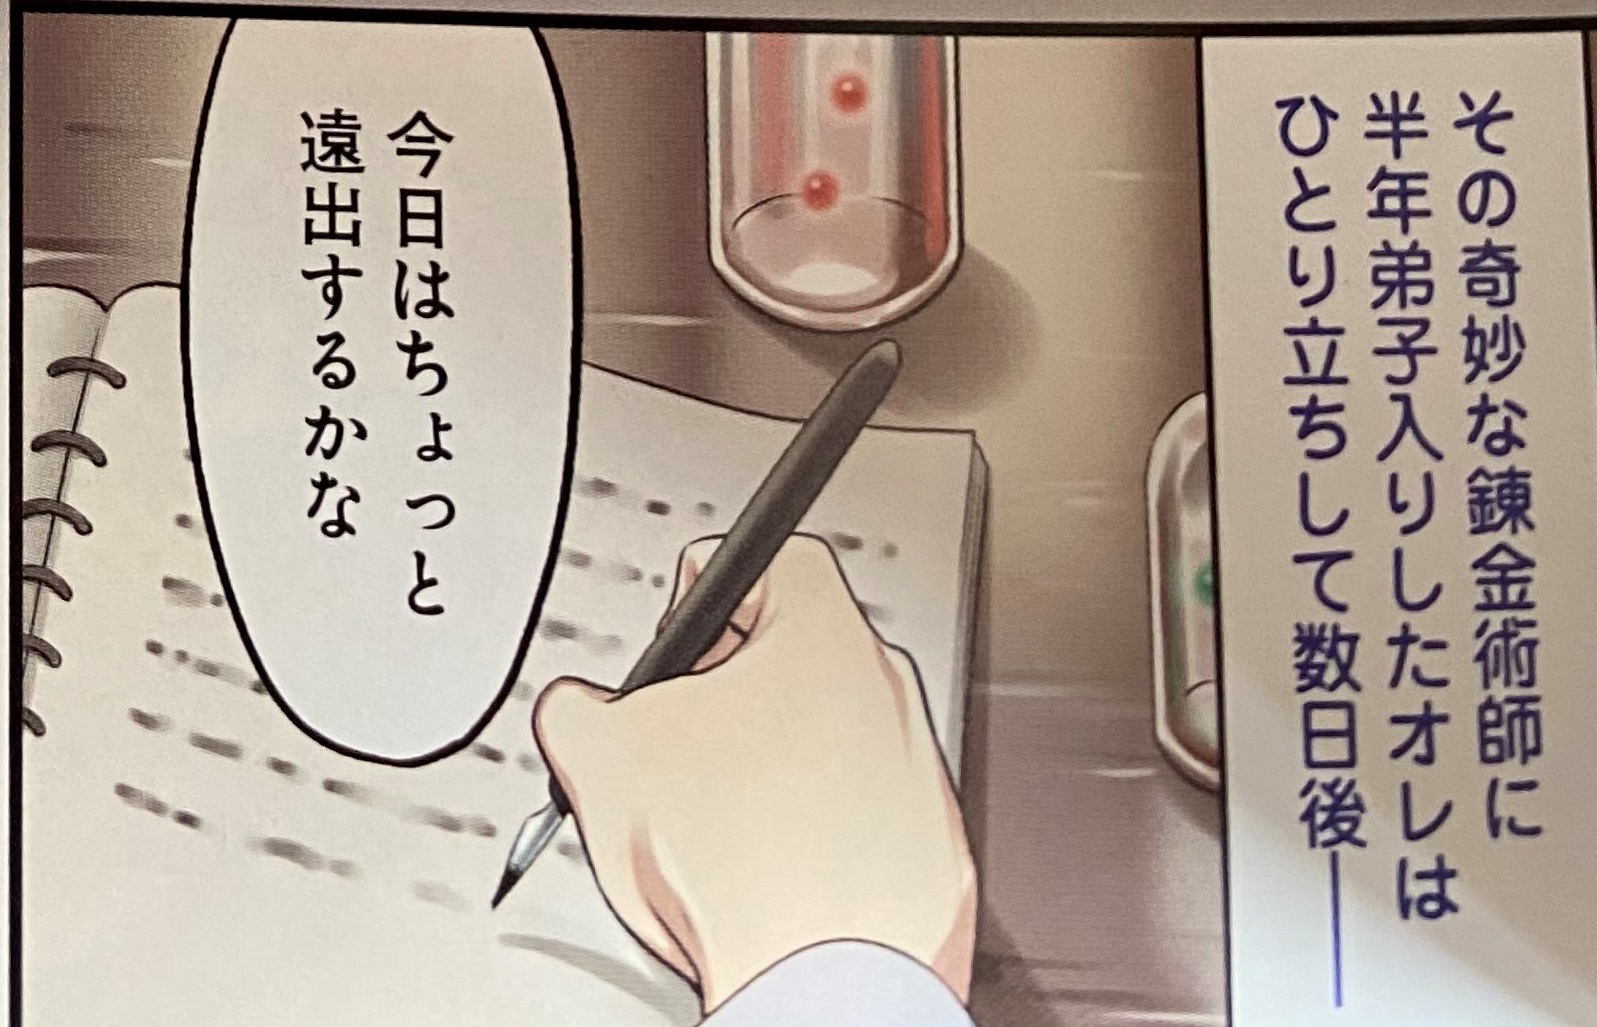 その奇妙な錬金術師に
半年弟子入りしたオレは
ひとり立ちして数日後――
今日はちょっと
遠出するかな